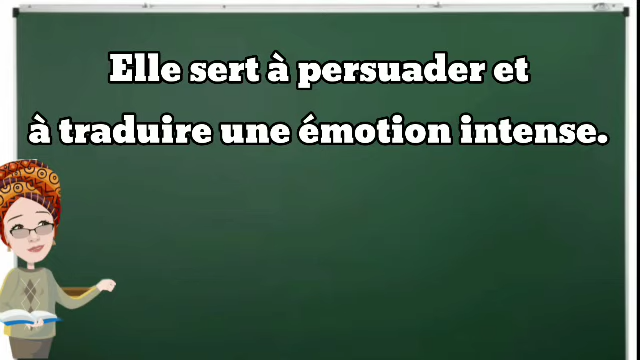 Elle sert à persuader et
à traduire une émotion intense.